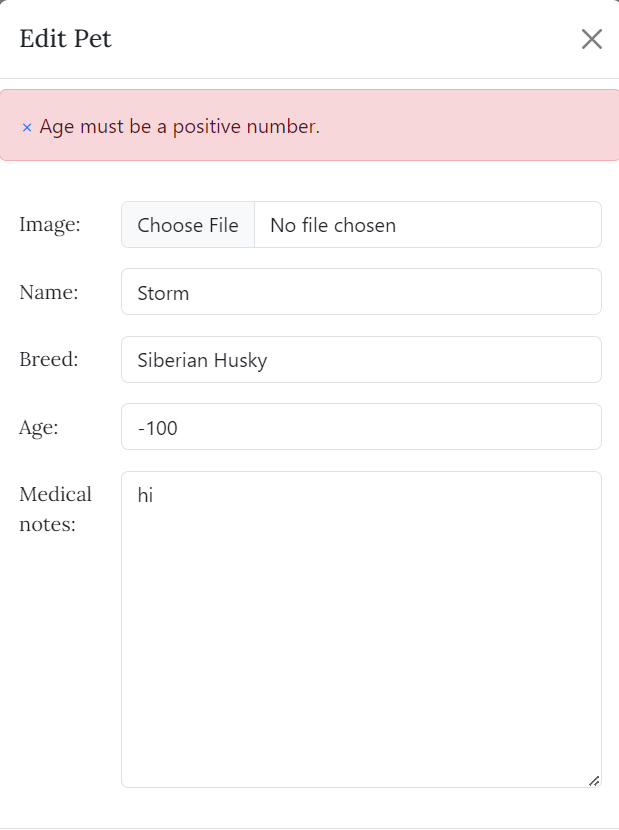 Edit Pet
× Age must be a positive number.
Image: Choose File No file chosen
Name: Storm
Breed: Siberian Husky
Age: -100
Medical notes: hi